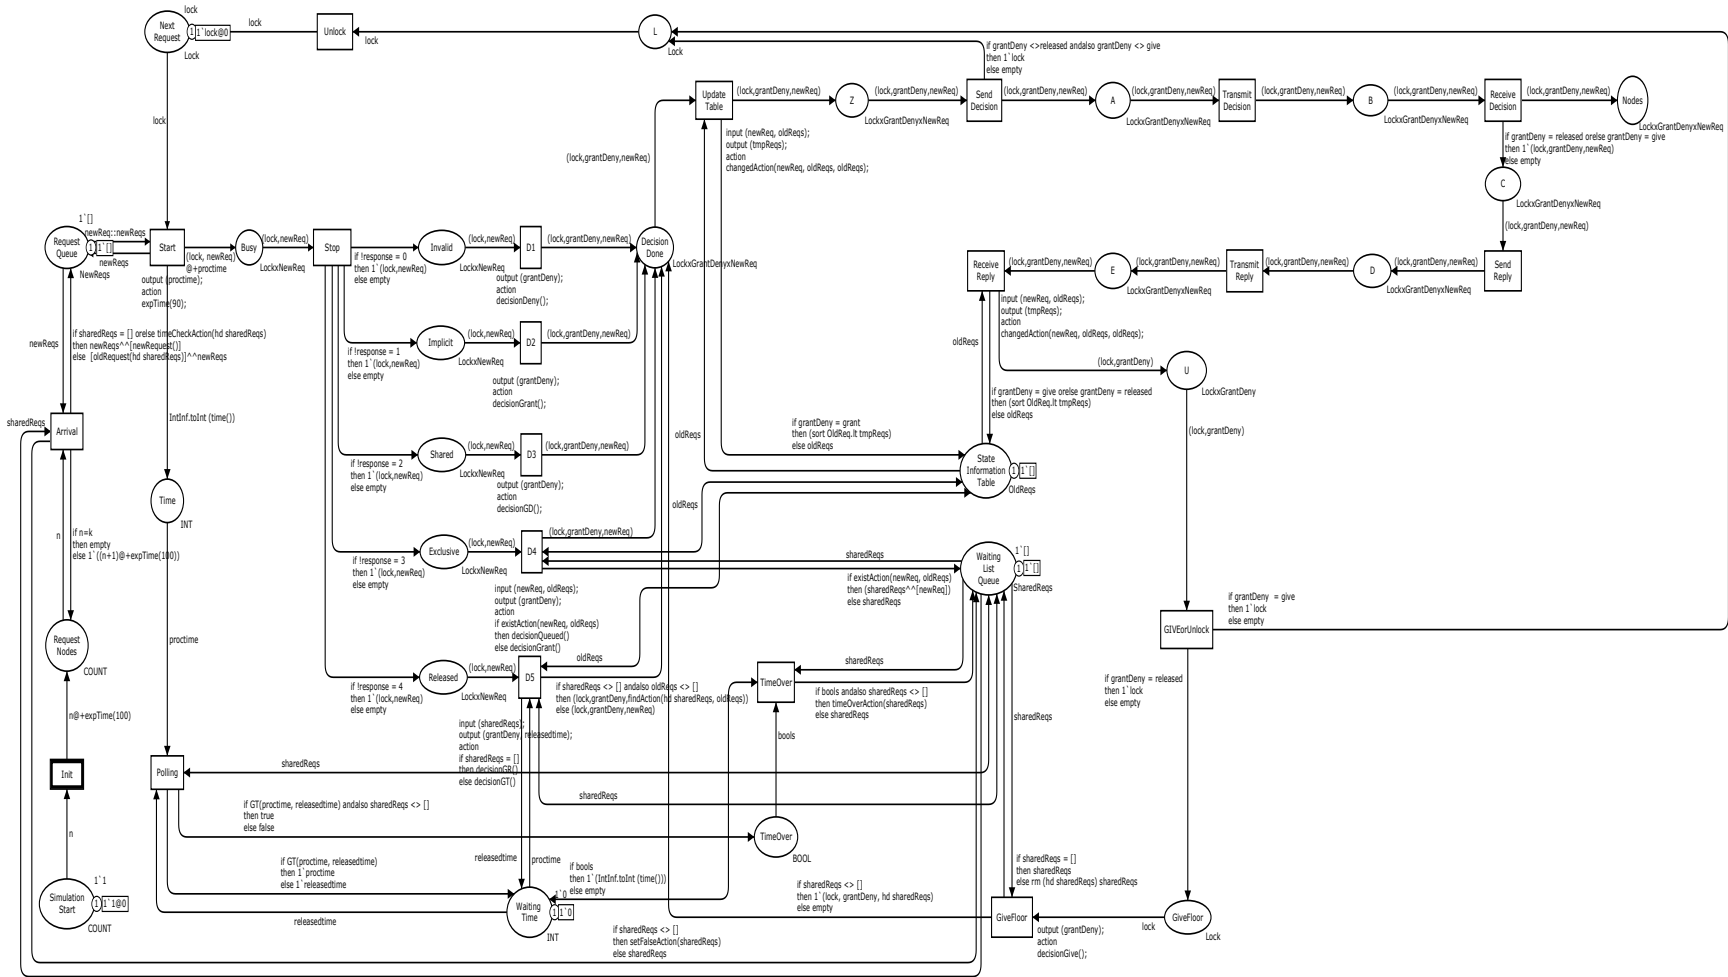 lock
Next
Request
1
1`lock@0
Lock
lock
Unlock
lock
L
Lock
if grantDeny <>released andalso grantDeny <> give
then 1`lock
else empty
Update
Table
(lock,grantDeny,newReq)
Z
LockxGrantDenyxNewReq
(lock,grantDeny,newReq)
Send
Decision
(lock,grantDeny,newReq)
A
LockxGrantDenyxNewReq
Transmit
Decision
(lock,grantDeny,newReq)
B
LockxGrantDenyxNewReq
(lock,grantDeny,newReq)
Receive
Decision
(lock,grantDeny,newReq)
Nodes
LockxGrantDenyxNewReq
(lock,grantDeny,newReq)
lock
input (newReq, oldReqs);
output (tmpReqs);
action
changedAction(newReq, oldReqs, oldReqs);
(lock,grantDeny,newReq)
if grantDeny = released orelse grantDeny = give
then 1`(lock,grantDeny,newReq)
else empty
C
LockxGrantDenyxNewReq
(lock,grantDeny,newReq)
1`[]
newReq::newReqs
Request
Queue
1
1`[]
newReqs
NewReqs
Start
(lock, newReq)
@+proctime
output (proctime);
action
expTime(90);
Busy
LockxNewReq
(lock,newReq)
Stop
if !response = 0
then 1`(lock,newReq)
else empty
Invalid
LockxNewReq
(lock,newReq)
D1
(lock,grantDeny,newReq)
output (grantDeny);
action
decisionDeny();
Decision
Done
LockxGrantDenyxNewReq
Receive
Reply
(lock,grantDeny,newReq)
E
LockxGrantDenyxNewReq
(lock,grantDeny,newReq)
Transmit
Reply
(lock,grantDeny,newReq)
D
LockxGrantDenyxNewReq
(lock,grantDeny,newReq)
Send
Reply
input (newReq, oldReqs);
output (tmpReqs);
action
changedAction(newReq, oldReqs, oldReqs);
newReqs
if sharedReqs = [] orelse timeCheckAction(hd sharedReqs)
then newReqs^^[newRequest()]
else [oldRequest(hd sharedReqs)]^^newReqs
if !response = 1
then 1`(lock,newReq)
else empty
Implicit
LockxNewReq
(lock,newReq)
D2
(lock,grantDeny,newReq)
output (grantDeny);
action
decisionGrant();
oldReqs
(lock,grantDeny)
U
LockxGrantDeny
(lock,grantDeny)
if grantDeny = give orelse grantDeny = released
then (sort OldReq.lt tmpReqs)
else oldReqs
sharedReqs
Arrival
IntInf.toInt (time())
if !response = 2
then 1`(lock,newReq)
else empty
Shared
LockxNewReq
(lock,newReq)
D3
(lock,grantDeny,newReq)
output (grantDeny);
action
decisionGD();
oldReqs
if grantDeny = grant
then (sort OldReq.lt tmpReqs)
else oldReqs
State
Information
Table
1
1`[]
OldReqs
Time
INT
n
if n=k
then empty
else 1`((n+1)@+expTime(100))
oldReqs
if !response = 3
then 1`(lock,newReq)
else empty
Exclusive
LockxNewReq
(lock,newReq)
D4
(lock,grantDeny,newReq)
input (newReq, oldReqs);
output (grantDeny);
action
if existAction(newReq, oldReqs)
then decisionQueued()
else decisionGrant()
sharedReqs
if existAction(newReq, oldReqs)
then (sharedReqs^^[newReq])
else sharedReqs
Waiting
List
Queue
1`[]
1
1`[]
SharedReqs
Request
Nodes
COUNT
proctime
if !response = 4
then 1`(lock,newReq)
else empty
Released
LockxNewReq
(lock,newReq)
D5
oldReqs
if sharedReqs <> [] andalso oldReqs <> []
then (lock,grantDeny,findAction(hd sharedReqs, oldReqs))
else (lock,grantDeny,newReq)
sharedReqs
TimeOver
if bools andalso sharedReqs <> []
then timeOverAction(sharedReqs)
else sharedReqs
GIVEorUnlock
if grantDeny = give
then 1`lock
else empty
if grantDeny = released
then 1`lock
else empty
n@+expTime(100)
input (sharedReqs);
output (grantDeny, releasedtime);
action
if sharedReqs = []
then decisionGR()
else decisionGT()
bools
sharedReqs
Init
Polling
sharedReqs
sharedReqs
if GT(proctime, releasedtime) andalso sharedReqs <> []
then true
else false
n
TimeOver
BOOL
releasedtime
proctime
if GT(proctime, releasedtime)
then 1`proctime
else 1`releasedtime
if bools
then 1`(IntInf.toInt (time()))
else empty
if sharedReqs = []
then sharedReqs
else rm (hd sharedReqs) sharedReqs
1`1
Simulation
Start
1
1`1@0
COUNT
releasedtime
1`0
Waiting
Time
1
1`0
INT
if sharedReqs <> []
then 1`(lock, grantDeny, hd sharedReqs)
else empty
if sharedReqs <> []
then setFalseAction(sharedReqs)
else sharedReqs
GiveFloor
output (grantDeny);
action
decisionGive();
lock
GiveFloor
Lock